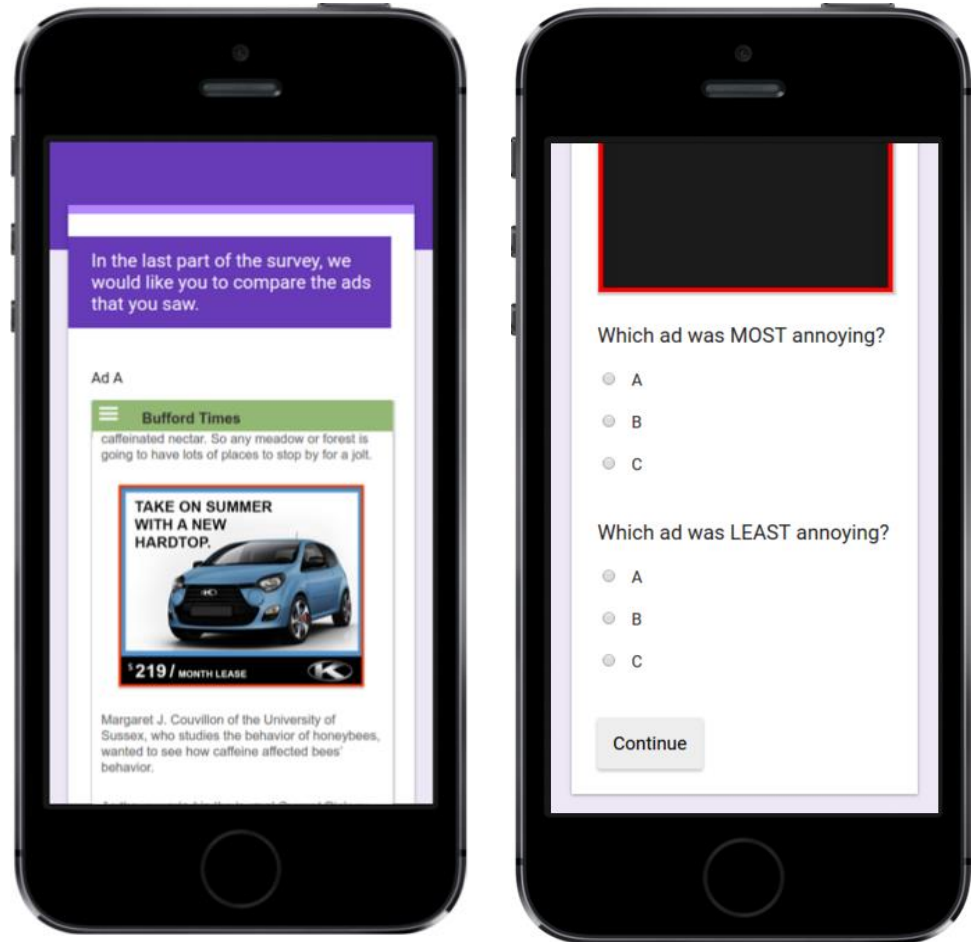 In the last part of the survey, we
would like you to compare the ads
that you saw.
Ad A
Bufford Times
caffeinated nectar. So any meadow or forest is
going to have lots of places to stop by for a jolt.
TAKE ON SUMMER
WITH A NEW
HARDTOP.
$219 / MONTH LEASE
K
Margaret J. Couvillon of the University of
Sussex, who studies the behavior of honeybees,
wanted to see how caffeine affected bees'
behavior.
Which ad was MOST annoying?
A
B
C
Which ad was LEAST annoying?
A
B
C
Continue